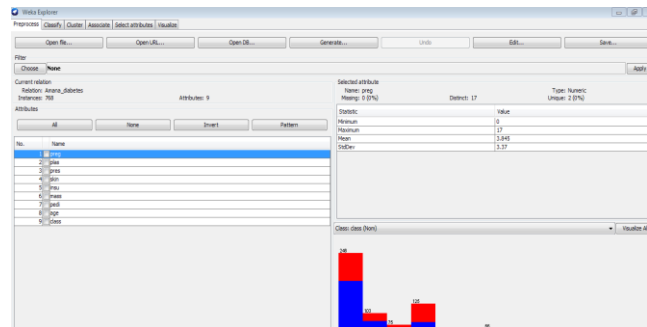 Weka Explorer
Preprocess Classify Cluster Associate Select attributes Visualize
Open file... Open URL... Open DB... Generate... Undo Edit... Save...
Filter
Choose None Apply
Current relation
Relation: Amana_diabetes
Instances: 768 Attributes: 9
Attributes
All None Invert Pattern
No. Name
1 preg
2 plas
3 pres
4 skin
5 insu
6 mass
7 pedi
8 age
9 class
Selected attribute
Name: preg Type: Numeric
Missing: 0 (0%) Distinct: 17 Unique: 2 (0%)
Statistic Value
Minimum 0
Maximum 17
Mean 3.845
StdDev 3.37
Class: class (Nom) Visualize All
246
103
75
125